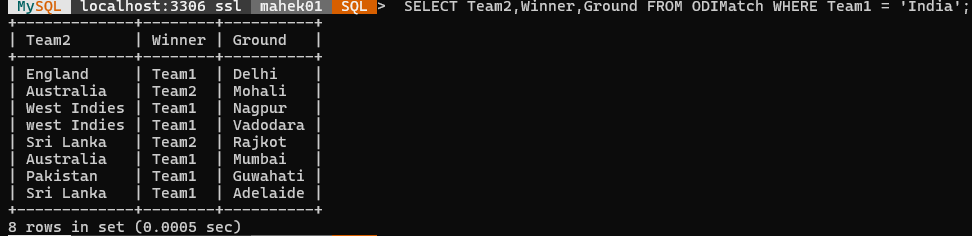 MySQL localhost:3306 ssl mahek01 SQL > SELECT Team2,Winner,Ground FROM ODIMatch WHERE Team1 = 'India';
+-------------+--------+----------+
| Team2       | Winner | Ground   |
+-------------+--------+----------+
| England     | Team1  | Delhi    |
| Australia   | Team2  | Mohali   |
| West Indies | Team1  | Nagpur   |
| west Indies | Team1  | Vadodara |
| Sri Lanka   | Team2  | Rajkot   |
| Australia   | Team1  | Mumbai   |
| Pakistan    | Team1  | Guwahati |
| Sri Lanka   | Team1  | Adelaide |
+-------------+--------+----------+
8 rows in set (0.0005 sec)